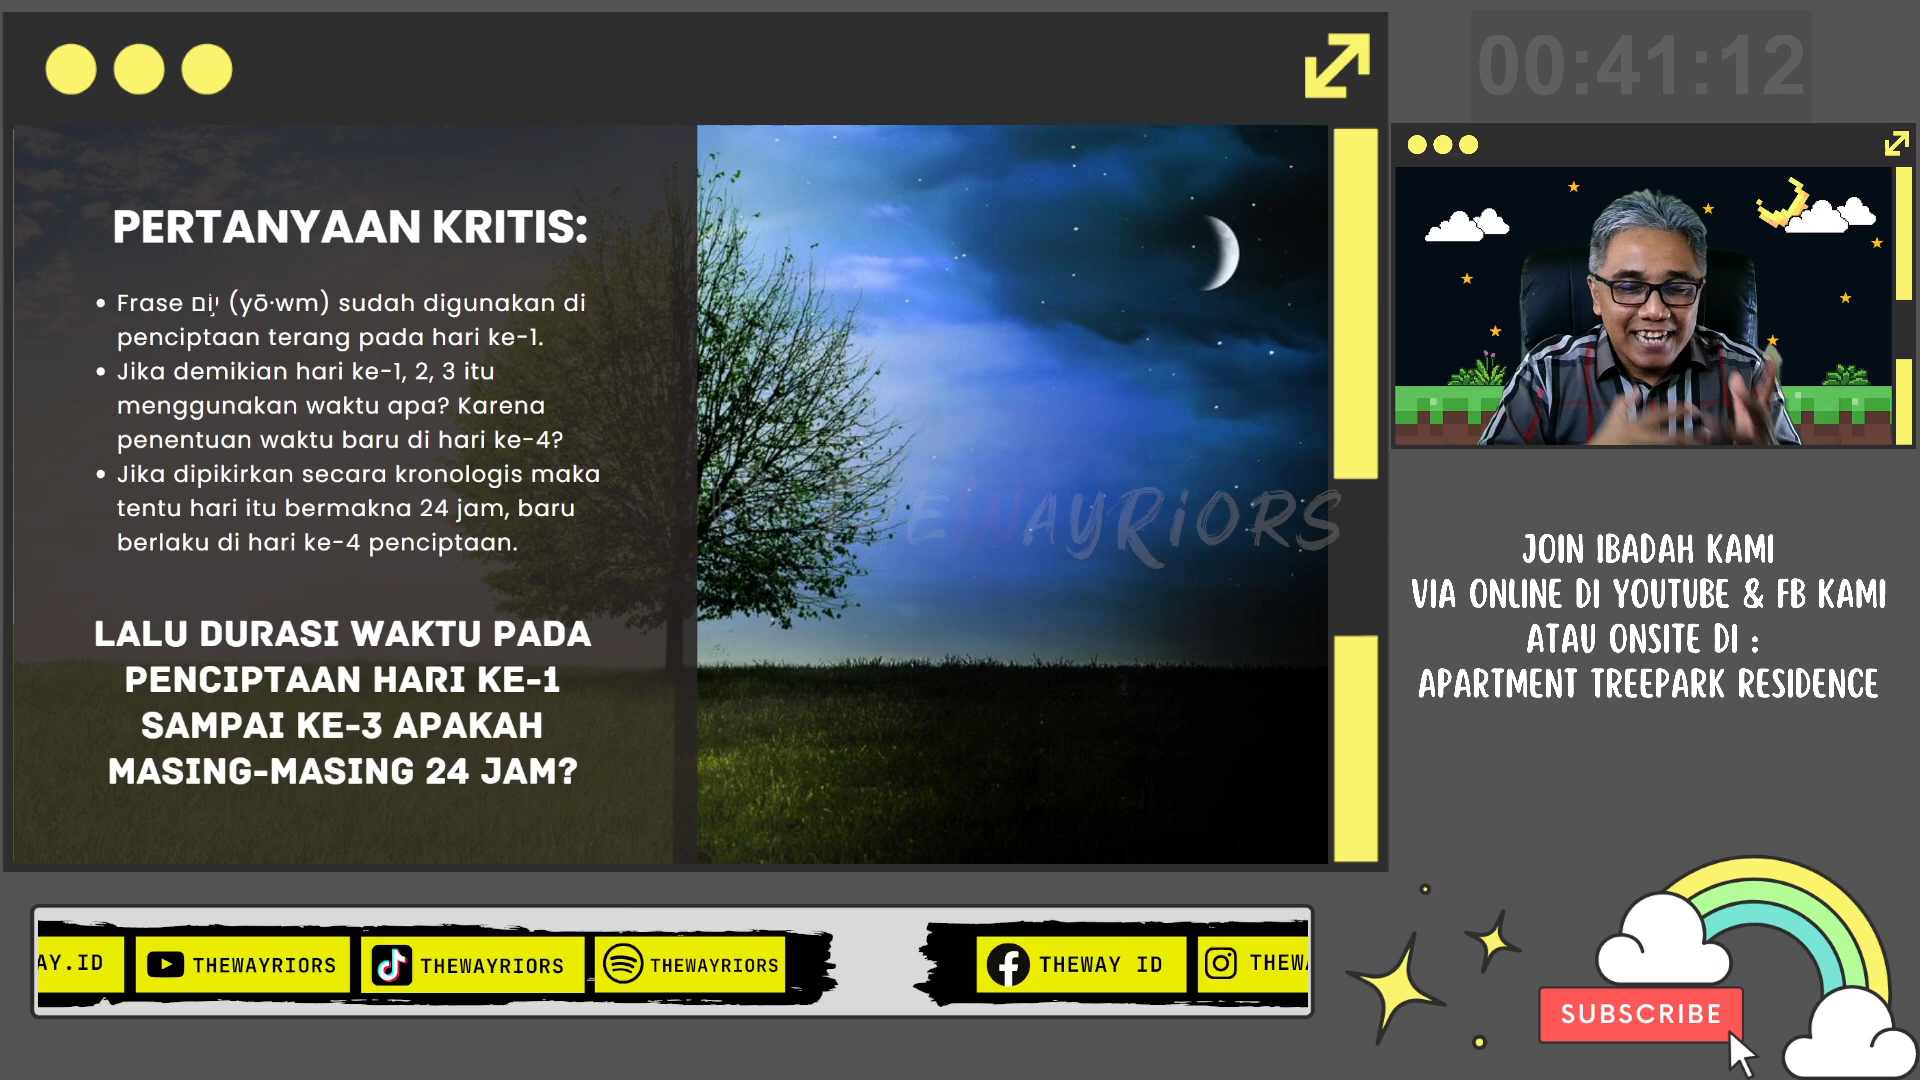 00:41:12
PERTANYAAN KRITIS:
• Frase יוֹם (yō·wm) sudah digunakan di
penciptaan terang pada hari ke-1.
• Jika demikian hari ke-1, 2, 3 itu
menggunakan waktu apa? Karena
penentuan waktu baru di hari ke-4?
• Jika dipikirkan secara kronologis maka
tentu hari itu bermakna 24 jam, baru
berlaku di hari ke-4 penciptaan.
LALU DURASI WAKTU PADA
PENCIPTAAN HARI KE-1
SAMPAI KE-3 APAKAH
MASING-MASING 24 JAM?
THEWAYRIORS
JOIN IBADAH KAMI
VIA ONLINE DI YOUTUBE & FB KAMI
ATAU ONSITE DI :
APARTMENT TREEPARK RESIDENCE
AY.ID
THEWAYRIORS
THEWAYRIORS
THEWAYRIORS
THEWAY ID
THEW
SUBSCRIBE